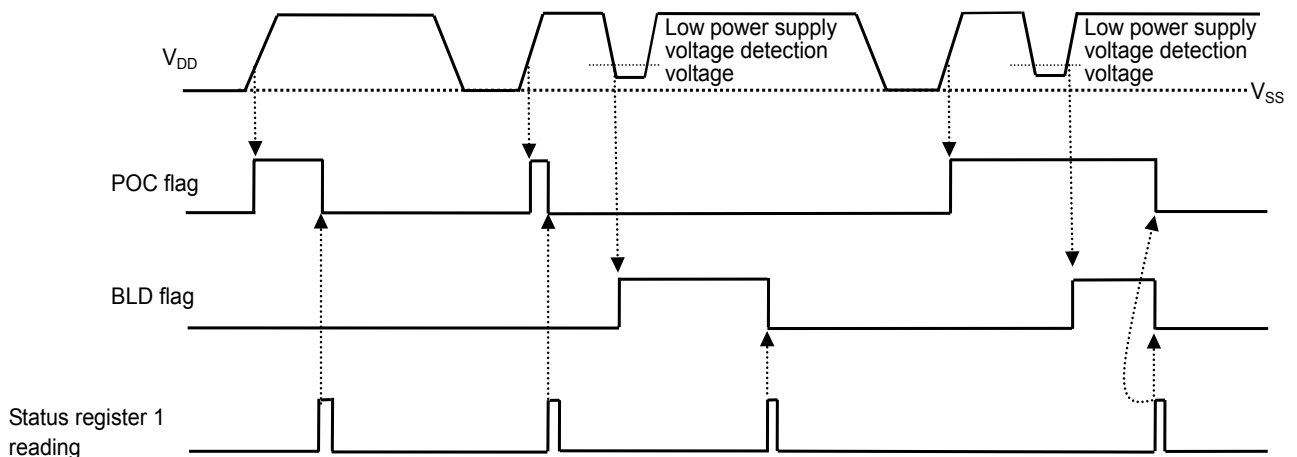 Low power supply
voltage detection
voltage
Low power supply
voltage detection
voltage
VDD
VSS
POC flag
BLD flag
Status register 1
reading